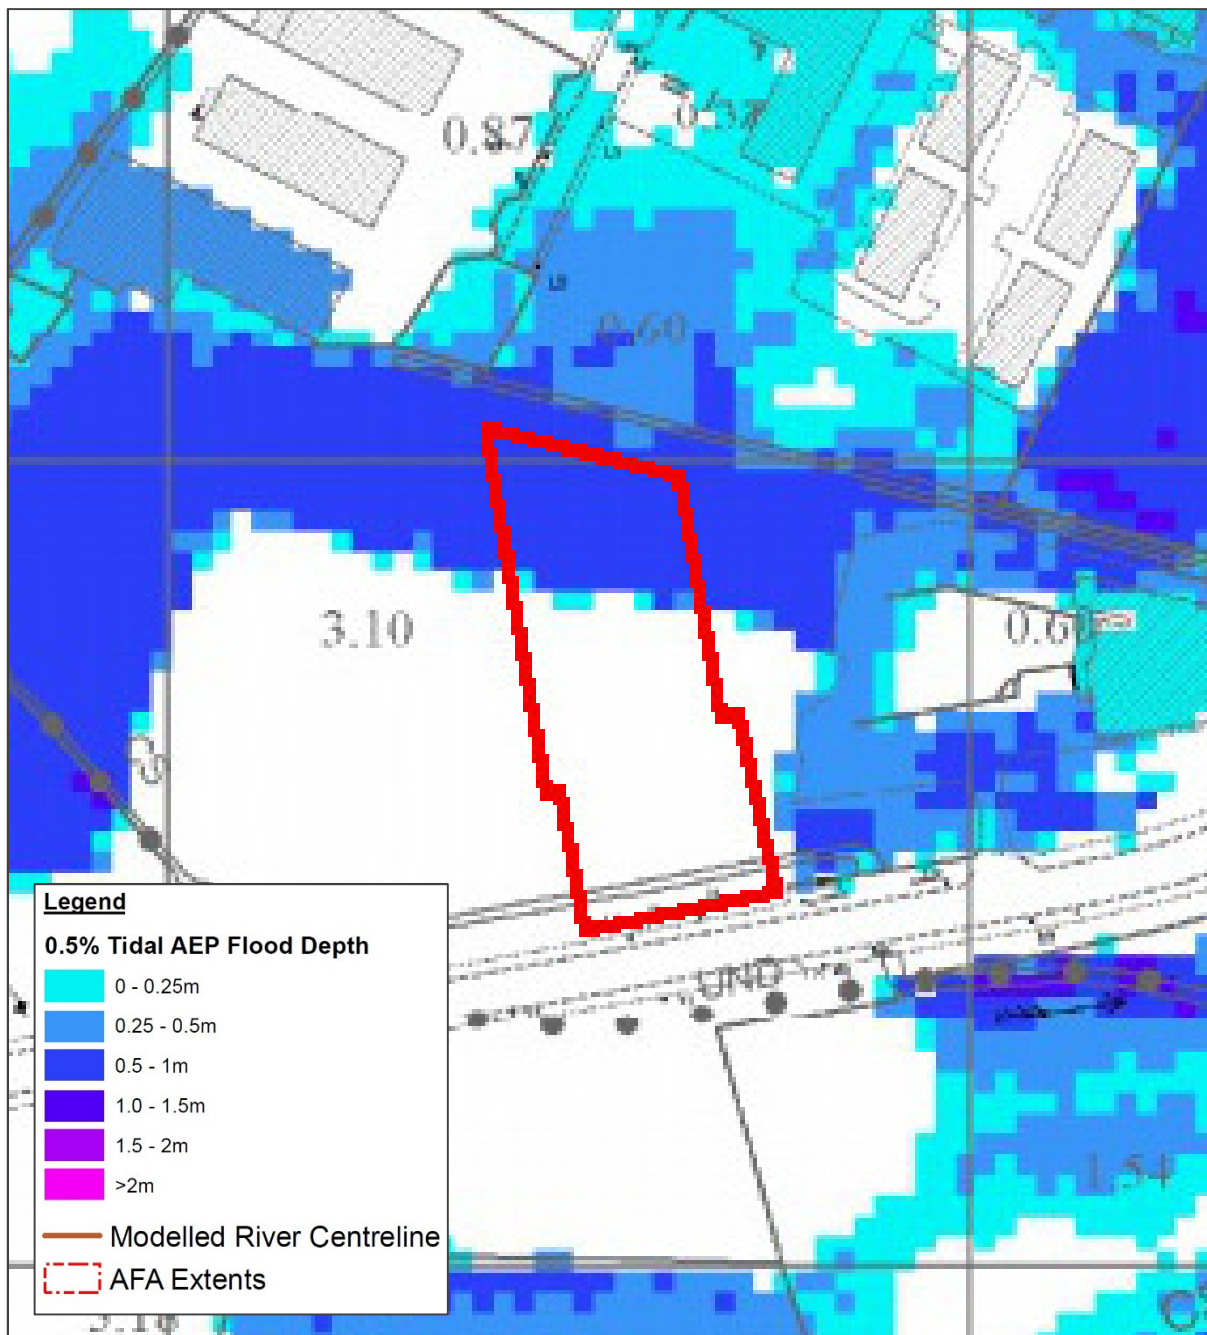 0.87
0.60
3.10
UND
1.54
Legend
0.5% Tidal AEP Flood Depth
0 - 0.25m
0.25 - 0.5m
0.5 - 1m
1.0 - 1.5m
1.5 - 2m
>2m
Modelled River Centreline
AFA Extents